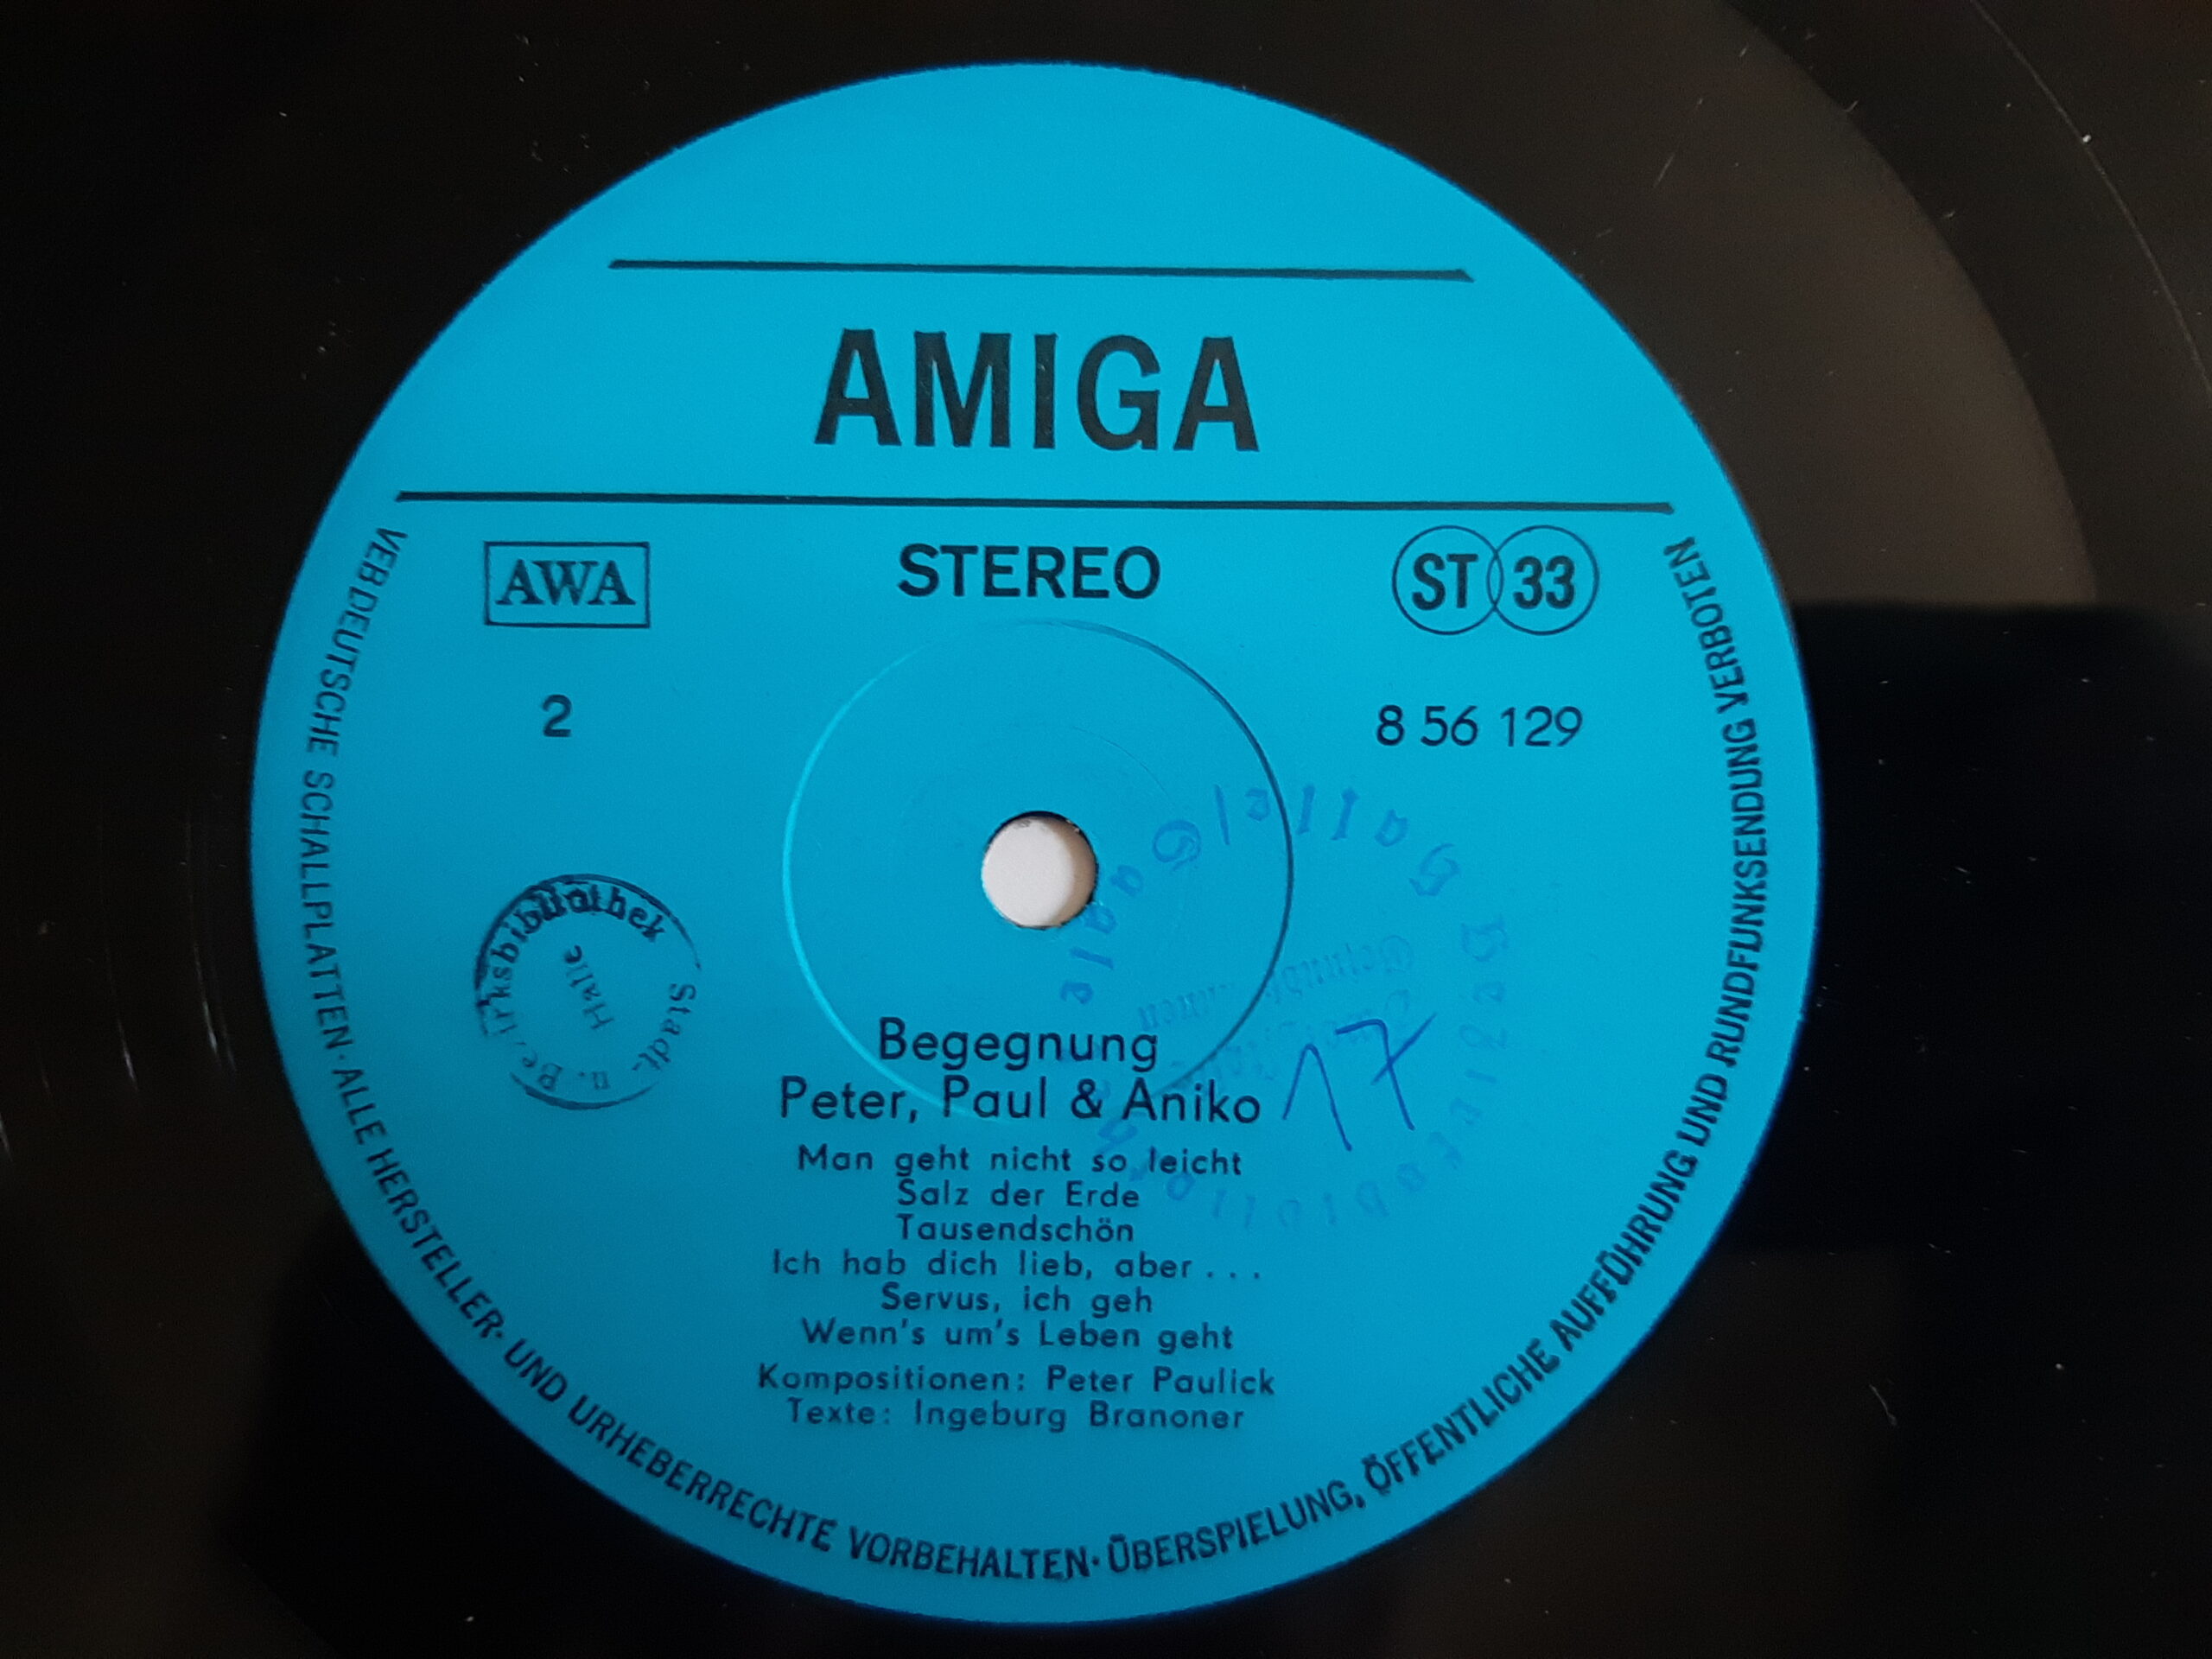 AMIGA
AWA
STEREO
ST 33
2
8 56 129
Stadt- u. Bezirksbibliothek
Halle
Begegnung
Peter, Paul & Aniko
17
Man geht nicht so leicht
Salz der Erde
Tausendschön
Ich hab dich lieb, aber . . .
Servus, ich geh
Wenn's um's Leben geht
Kompositionen: Peter Paulick
Texte: Ingeburg Branoner
VEB DEUTSCHE SCHALLPLATTEN · ALLE HERSTELLER- UND URHEBERRECHTE VORBEHALTEN · ÜBERSPIELUNG, ÖFFENTLICHE AUFFÜHRUNG UND RUNDFUNKSENDUNG VERBOTEN